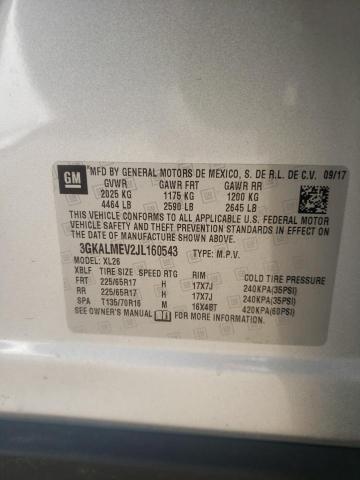 GM
MFD BY GENERAL MOTORS DE MEXICO, S. DE R.L. DE C.V. 09/17
GVWR GAWR FRT GAWR RR
2025 KG 1175 KG 1200 KG
4464 LB 2590 LB 2645 LB
THIS VEHICLE CONFORMS TO ALL APPLICABLE U.S. FEDERAL MOTOR
VEHICLE SAFETY, BUMPER, AND THEFT PREVENTION STANDARDS IN
EFFECT ON THE DATE OF MANUFACTURE SHOWN ABOVE.
3GKALMEV2JL160543 TYPE: M.P.V.
MODEL: XL26
XBLF TIRE SIZE SPEED RTG RIM COLD TIRE PRESSURE
FRT 225/65R17 H 17X7J 240KPA(35PSI)
RR 225/65R17 H 17X7J 240KPA(35PSI)
SPA T135/70R16 M 16X4BT 420KPA(60PSI)
SEE OWNER'S MANUAL FOR MORE INFORMATION.